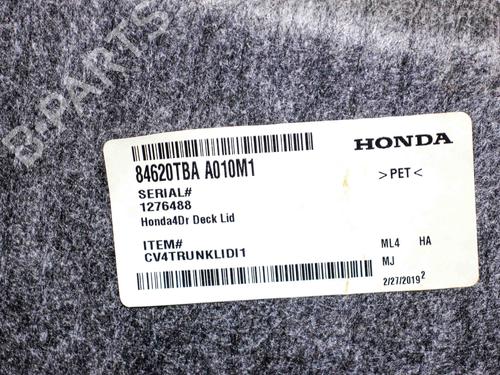 B-PARTS
84620TBA A010M1
HONDA
SERIAL#
1276488
>PET<
Honda4Dr Deck Lid
ITEM#
CV4TRUNKLIDI1
ML4 HA
MJ
2/27/2019 2